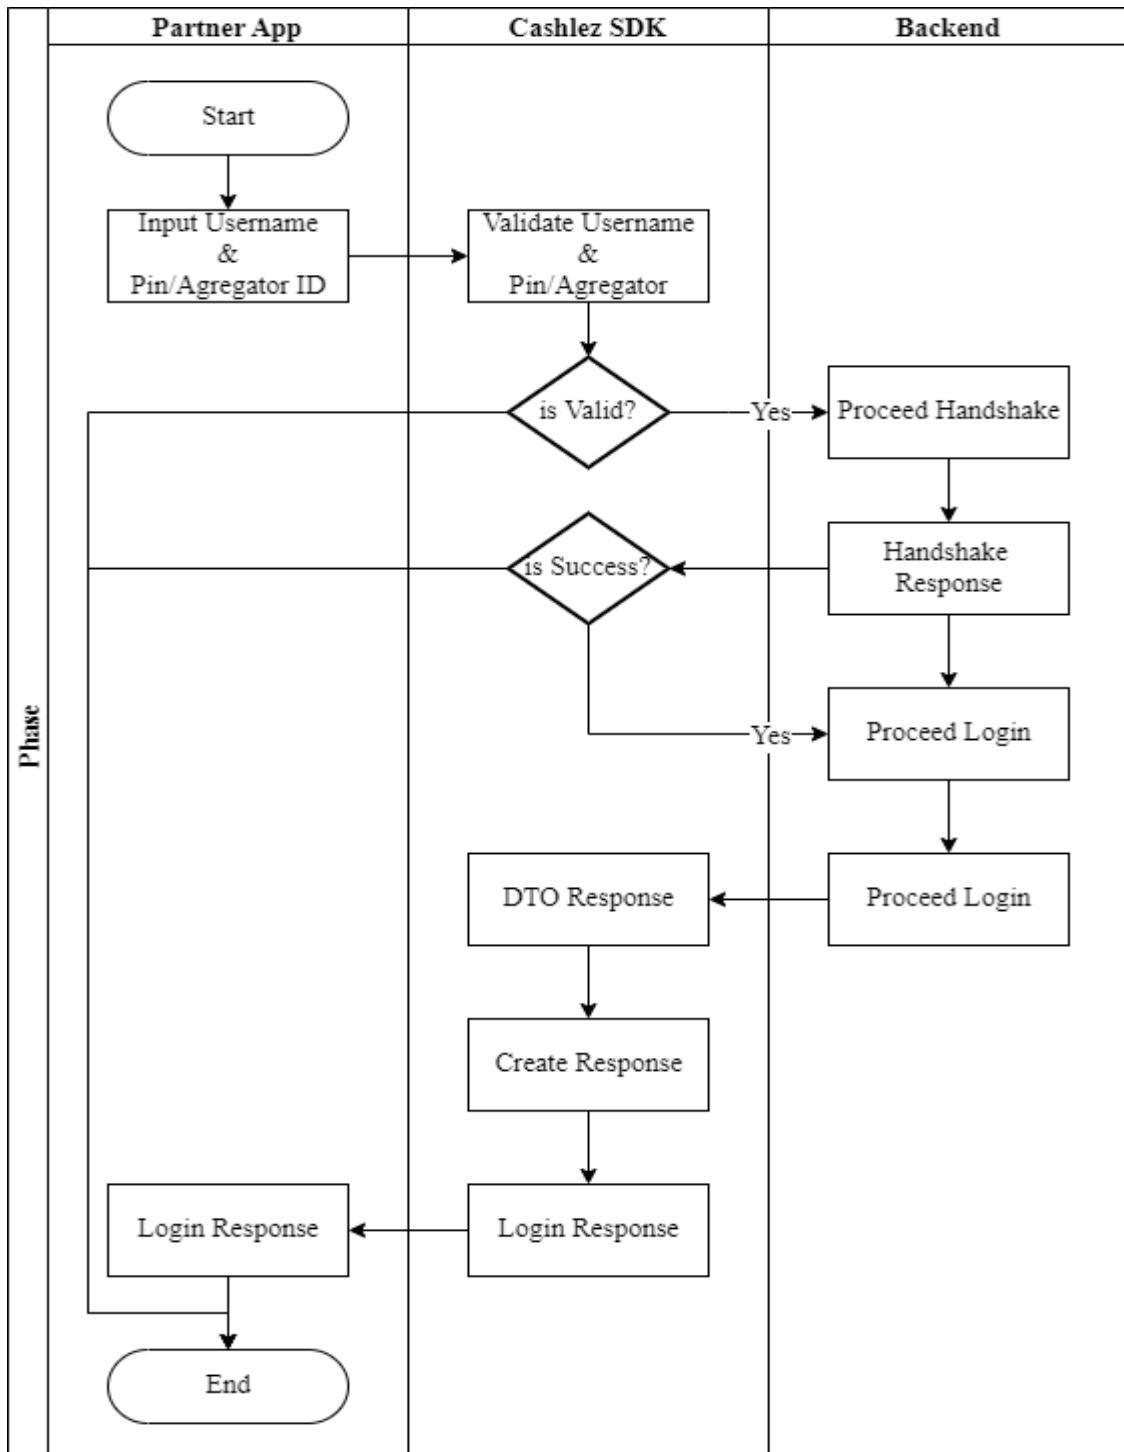 Partner App
Cashlez SDK
Backend
Phase
Start
Input Username
&
Pin/Agregator ID
Validate Username
&
Pin/Agregator
is Valid?
Yes
Proceed Handshake
is Success?
Handshake
Response
Yes
Proceed Login
DTO Response
Proceed Login
Create Response
Login Response
Login Response
End